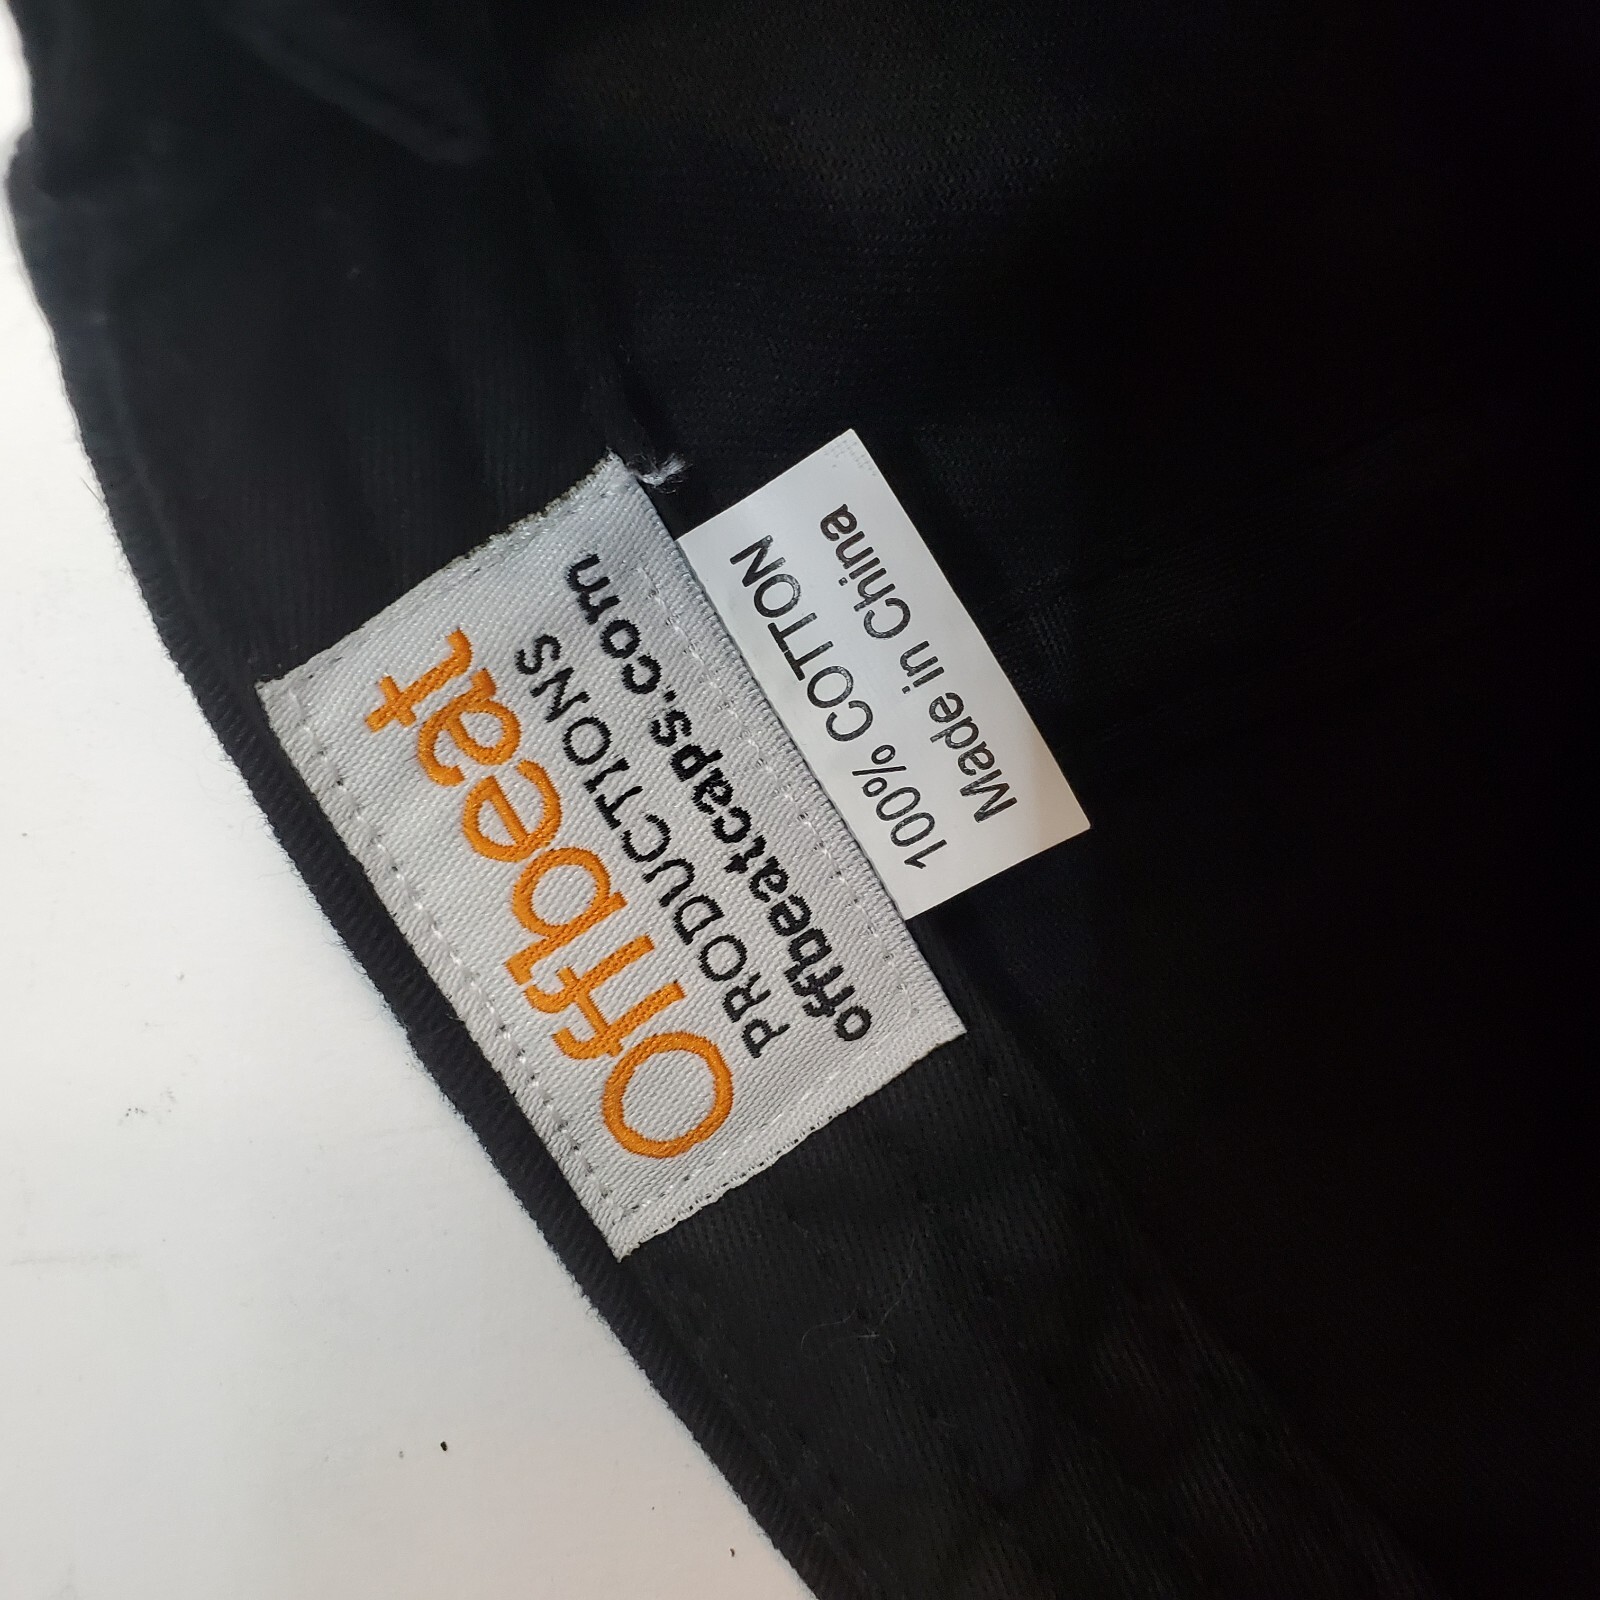 Offbeat
PRODUCTIONS
offbeatcaps.com
100% COTTON
Made in China